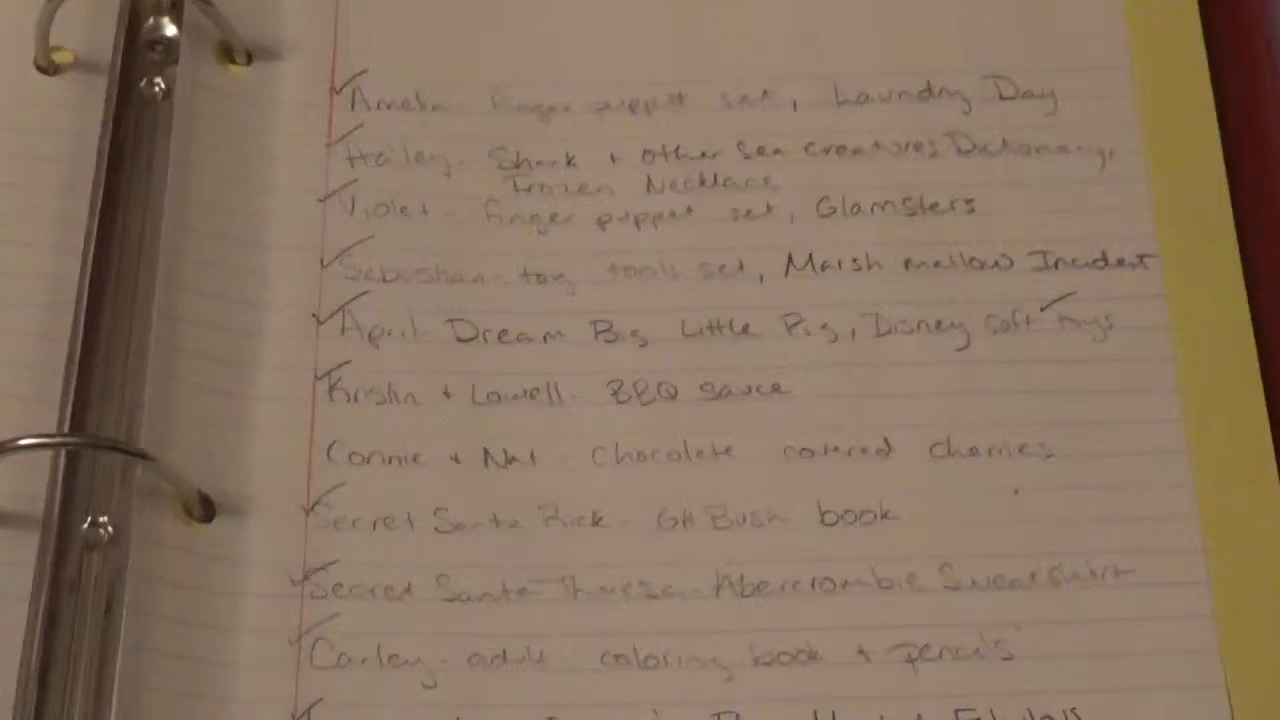 ✓ Amelia - finger puppet set, Laundry Day
✓ Hailey - Shark + other sea creatures Dictionary,
Frozen Necklace
✓ Violet - finger puppet set, Glamsters
✓ Sebastian - toy tools set, Marsh mellow Incident
✓ April Dream Big Little Pig, Disney soft ✓ toys
✓ Kristin + Lowell - BBQ sauce
Connie + Nat - Chocolate covered cherries
✓ Secret Santa Rick - GH Bush book
✓ Secret Santa Theresa - Abercrombie Sweatshirt
✓ Carley - adult coloring book + pencils